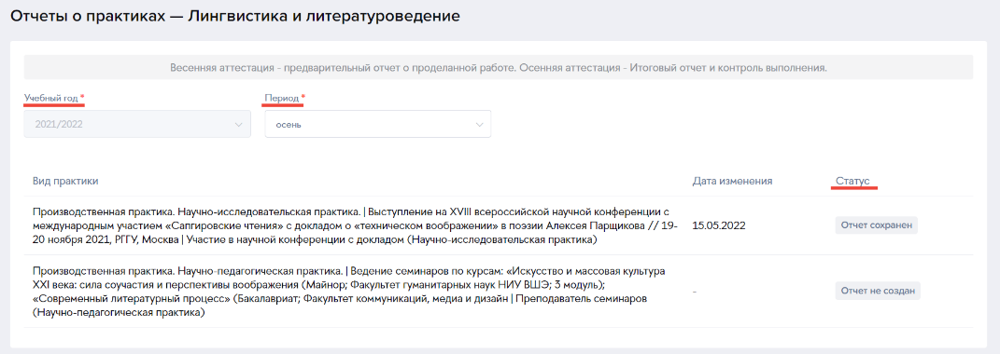 Отчеты о практиках — Лингвистика и литературоведение
Весенняя аттестация - предварительный отчет о проделанной работе. Осенняя аттестация - Итоговый отчет и контроль выполнения.
Учебный год * Период *
2021/2022 осень
Вид практики Дата изменения Статус
Производственная практика. Научно-исследовательская практика. | Выступление на XVIII всероссийской научной конференции с
международным участием «Сапгировские чтения» с докладом о «техническом воображении» в поэзии Алексея Парщикова // 19-
20 ноября 2021, РГГУ, Москва | Участие в научной конференции с докладом (Научно-исследовательская практика)
15.05.2022 Отчет сохранен
Производственная практика. Научно-педагогическая практика. | Ведение семинаров по курсам: «Искусство и массовая культура
XXI века: сила соучастия и перспективы воображения (Майнор; Факультет гуманитарных наук НИУ ВШЭ; 3 модуль);
«Современный литературный процесс» (Бакалавриат; Факультет коммуникаций, медиа и дизайн | Преподаватель семинаров
(Научно-педагогическая практика)
- Отчет не создан